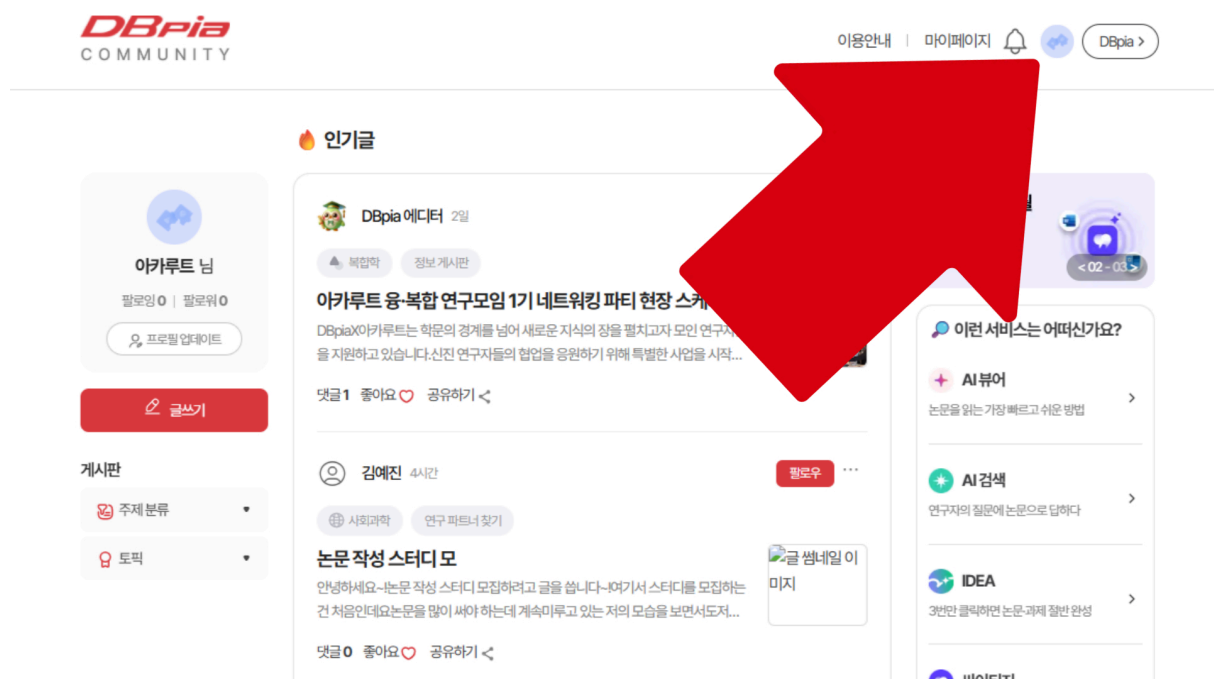 DBpia
COMMUNITY
이용안내 | 마이페이지
DBpia >
인기글
아카루트 님
팔로잉 0 | 팔로워 0
프로필 업데이트
글쓰기
게시판
주제 분류
토픽
DBpia 에디터 2일
복합학 정보 게시판
아카루트 융·복합 연구모임 1기 네트워킹 파티 현장
DBpiaX아카루트는 학문의 경계를 넘어 새로운 지식의 장을 펼치고자 모인
을 지원하고 있습니다.신진 연구자들의 협업을 응원하기 위해 특별한 사업을 시작...
댓글 1 좋아요 공유하기
김예진 4시간
팔로우 ...
사회과학 연구 파트너 찾기
논문 작성 스터디 모
안녕하세요~!논문 작성 스터디 모집하려고 글을 씁니다~!여기서 스터디를 모집하는
건 처음인데요논문을 많이 써야 하는데 계속미루고 있는 저의 모습을 보면서도저...
글 썸네일 이
미지
댓글 0 좋아요 공유하기
< 02 - 03 >
이런 서비스는 어떠신가요?
AI 뷰어
논문을 읽는 가장 빠르고 쉬운 방법
AI 검색
연구자의 질문에 논문으로 답하다
IDEA
3번만 클릭하면 논문·과제 절반 완성